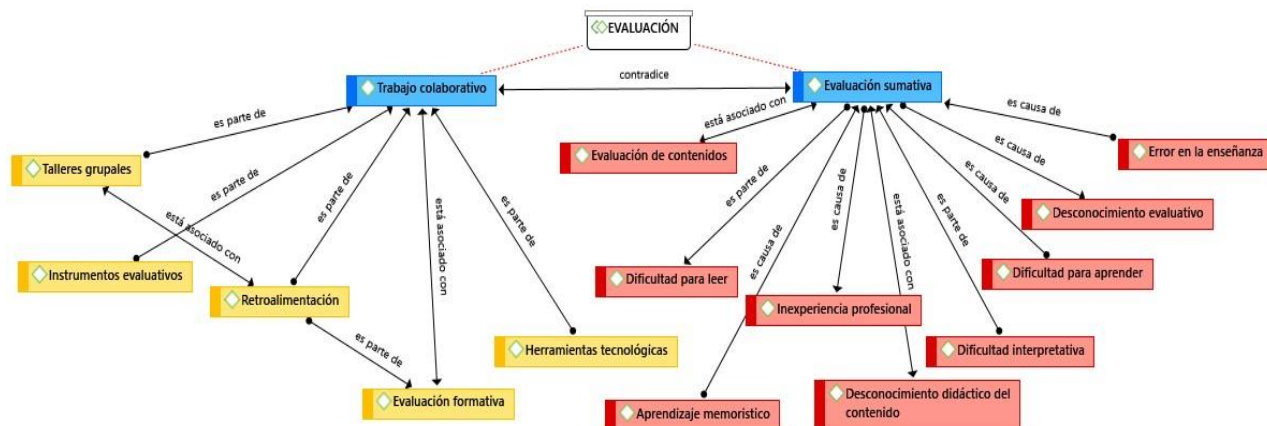 EVALUACIÓN
Trabajo colaborativo
contradice
Evaluación sumativa
es parte de
está asociado con
es causa de
Talleres grupales
Evaluación de contenidos
Error en la enseñanza
es parte de
es parte de
es parte de
es causa de
es causa de
está asociado con
está asociado con
es parte de
es causa de
está asociado con
es parte de
es causa de
Desconocimiento evaluativo
Instrumentos evaluativos
Dificultad para leer
Dificultad para aprender
Retroalimentación
Inexperiencia profesional
es parte de
Herramientas tecnológicas
Dificultad interpretativa
Evaluación formativa
Aprendizaje memoristico
Desconocimiento didáctico del
contenido